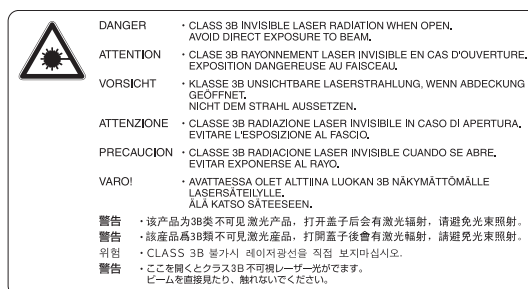 DANGER · CLASS 3B INVISIBLE LASER RADIATION WHEN OPEN.
AVOID DIRECT EXPOSURE TO BEAM.
ATTENTION · CLASE 3B RAYONNEMENT LASER INVISIBLE EN CAS D'OUVERTURE.
EXPOSITION DANGEREUSE AU FAISCEAU.
VORSICHT · KLASSE 3B UNSICHTBARE LASERSTRAHLUNG, WENN ABDECKUNG
GEÖFFNET.
NICHT DEM STRAHL AUSSETZEN.
ATTENZIONE · CLASSE 3B RADIAZIONE LASER INVISIBILE IN CASO DI APERTURA.
EVITARE L'ESPOSIZIONE AL FASCIO.
PRECAUCION · CLASSE 3B RADIACIONE LASER INVISIBLE CUANDO SE ABRE.
EVITAR EXPONERSE AL RAYO.
VARO! · AVATTAESSA OLET ALTTIINA LUOKAN 3B NÄKYMÄTTÖMÄLLE
LASERSÄTEILYLLE.
ÄLÄ KATSO SÄTEESEEN.
警告 · 该产品为3B类不可见激光产品，打开盖子后会有激光辐射，请避免光束照射。
警告 · 該産品爲3B類不可見激光産品，打開蓋子後會有激光輻射，請避免光束照射。
위험 · CLASS 3B 불가시 레이저광선을 직접 보지마십시오.
警告 · ここを開くとクラス3B 不可視レーザー光がでます。
ビームを直接見たり、触れないでください。